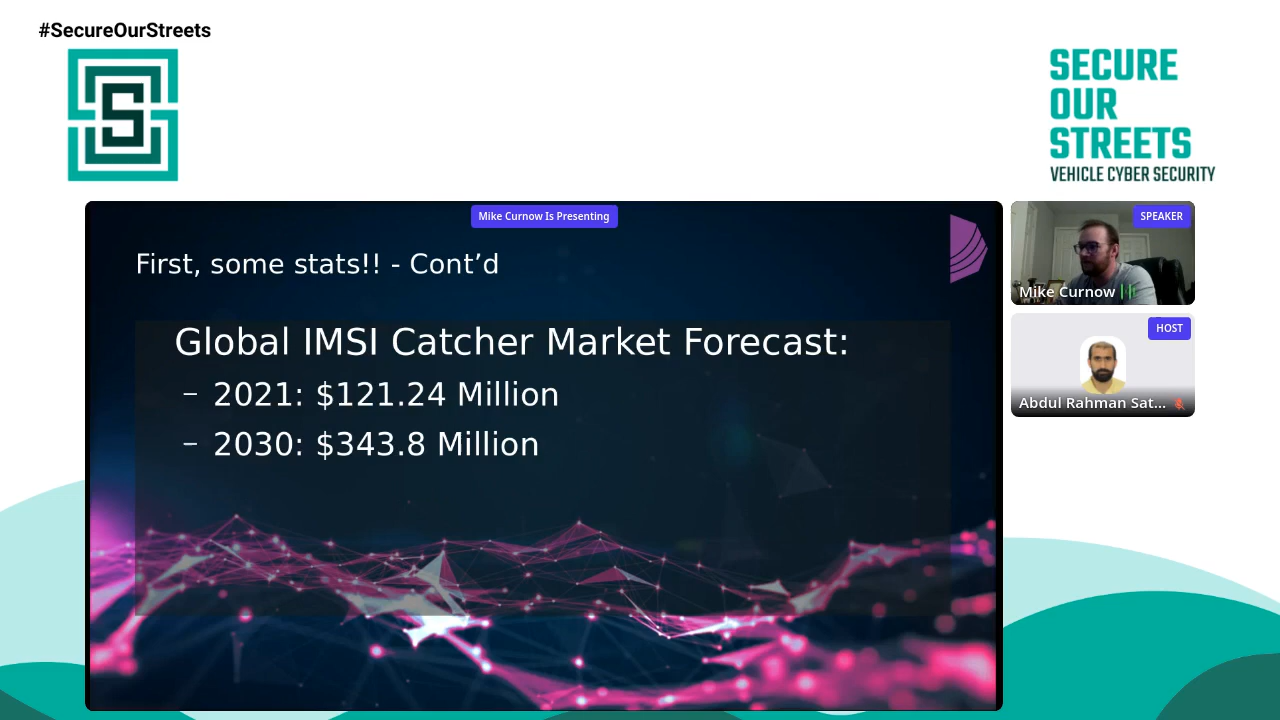 #SecureOurStreets
S
SECURE
OUR
STREETS
VEHICLE CYBER SECURITY
Mike Curnow Is Presenting
First, some stats!! - Cont’d
Global IMSI Catcher Market Forecast:
– 2021: $121.24 Million
– 2030: $343.8 Million
SPEAKER
Mike Curnow
HOST
Abdul Rahman Sat...